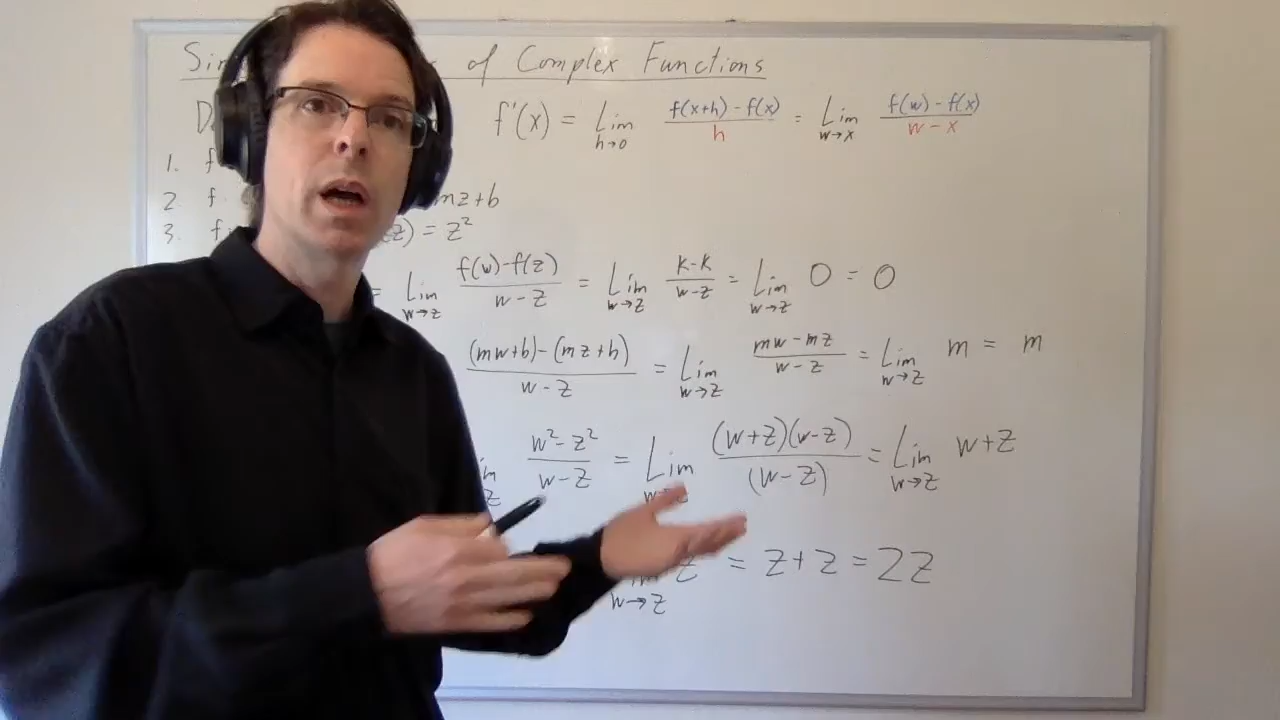 of Complex Functions
f'(x) = Lim h→0 f(x+h) - f(x) / h = Lim w→x f(w) - f(x) / w - x
1. f
2 f mz+b
3. f (z) = z²
= Lim w→z f(w)-f(z) / w-z = Lim w→z k-k / w-z = Lim w→z 0 = 0
(mw+b)-(mz+b) / w-z = Lim w→z mw-mz / w-z = Lim w→z m = m
w²-z² / w-z = Lim (w+z)(w-z) / (w-z) = Lim w→z w+z
w→z z = z+z = 2z